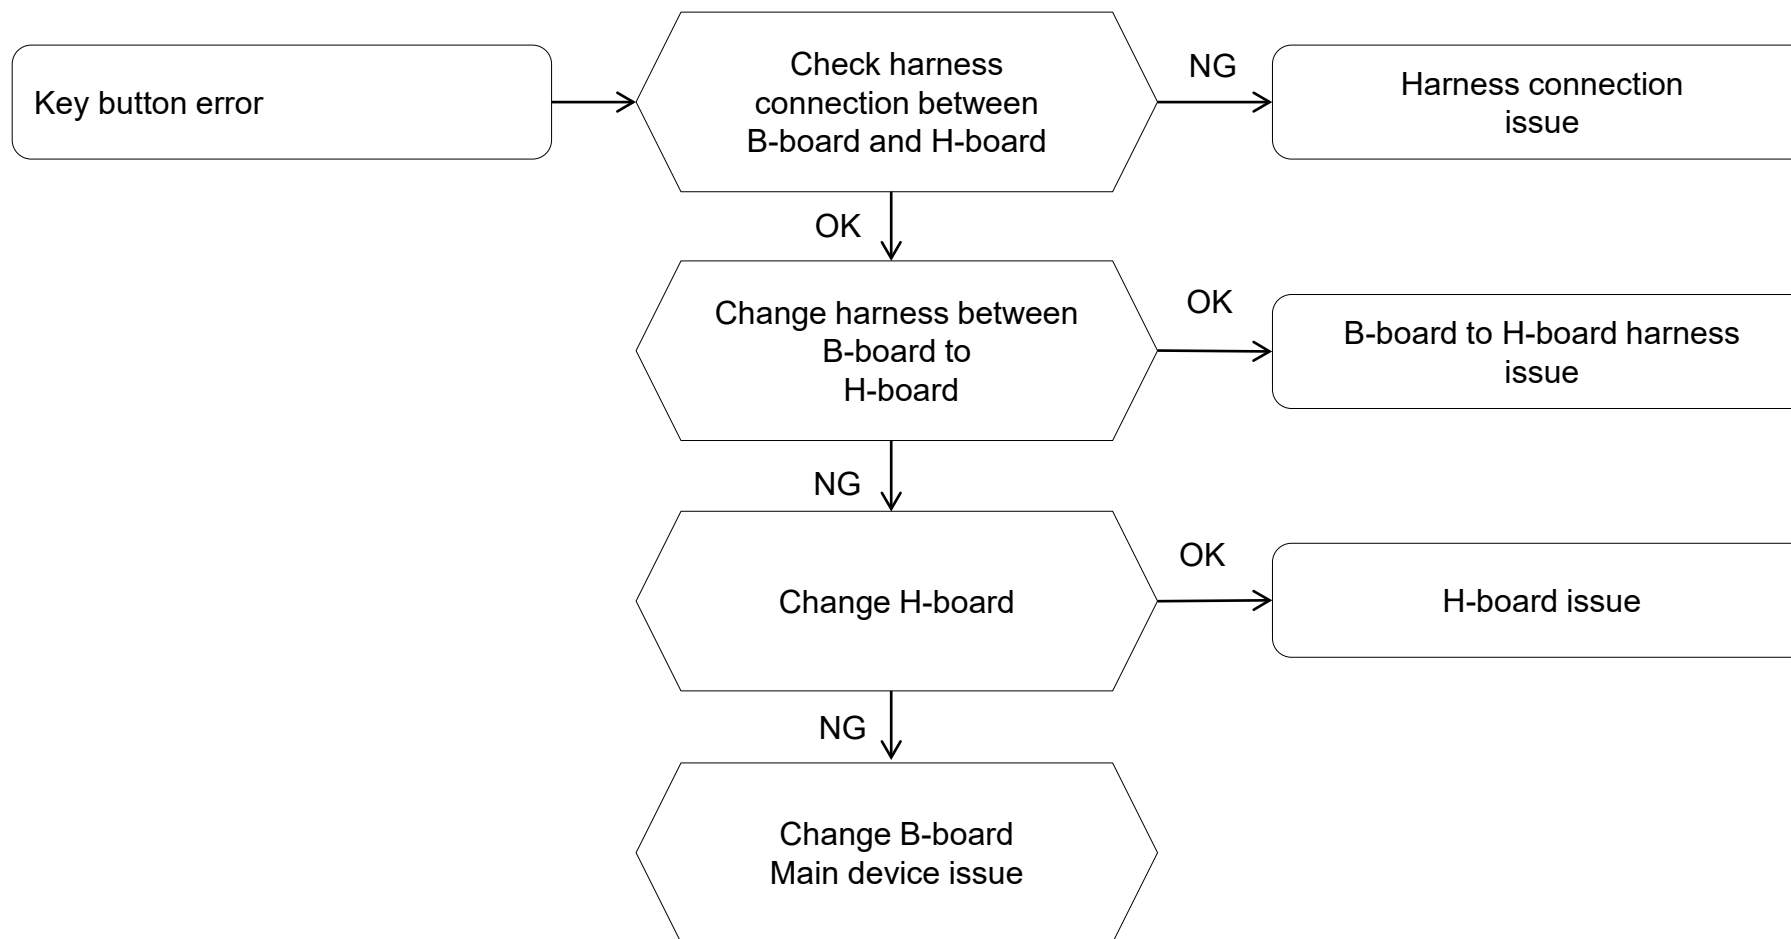 Key button error
Check harness
connection between
B-board and H-board
NG
Harness connection
issue
OK
Change harness between
B-board to
H-board
OK
B-board to H-board harness
issue
NG
Change H-board
OK
H-board issue
NG
Change B-board
Main device issue